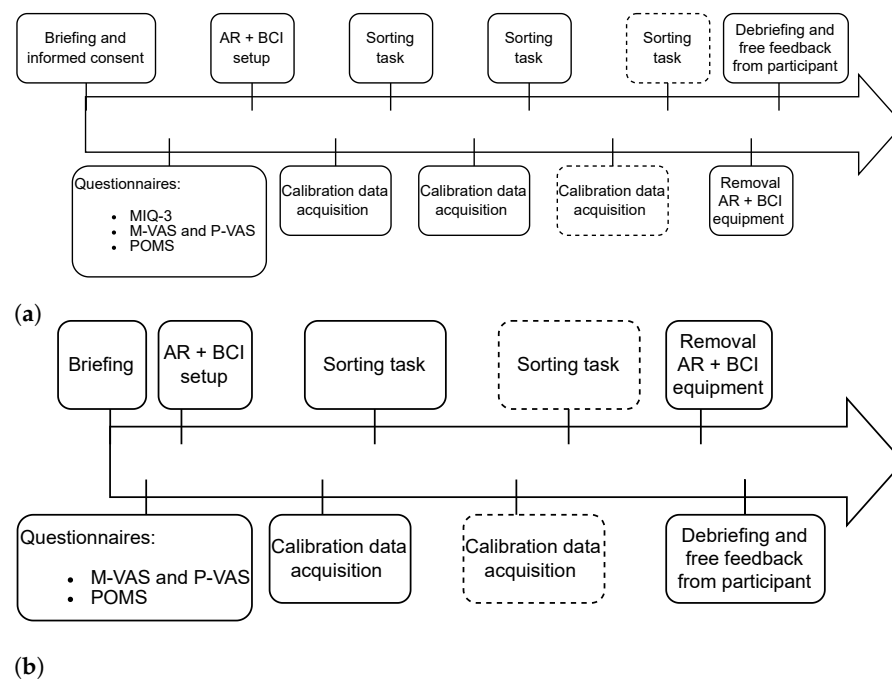 Briefing and
informed consent
AR + BCI
setup
Sorting
task
Sorting
task
Sorting
task
Debriefing and
free feedback
from participant
Questionnaires:
• MIQ-3
• M-VAS and P-VAS
• POMS
Calibration data
acquisition
Calibration data
acquisition
Calibration data
acquisition
Removal
AR + BCI
equipment
(a)
Briefing
AR + BCI
setup
Sorting task
Sorting task
Removal
AR + BCI
equipment
Questionnaires:
• M-VAS and P-VAS
• POMS
Calibration data
acquisition
Calibration data
acquisition
Debriefing and
free feedback
from participant
(b)